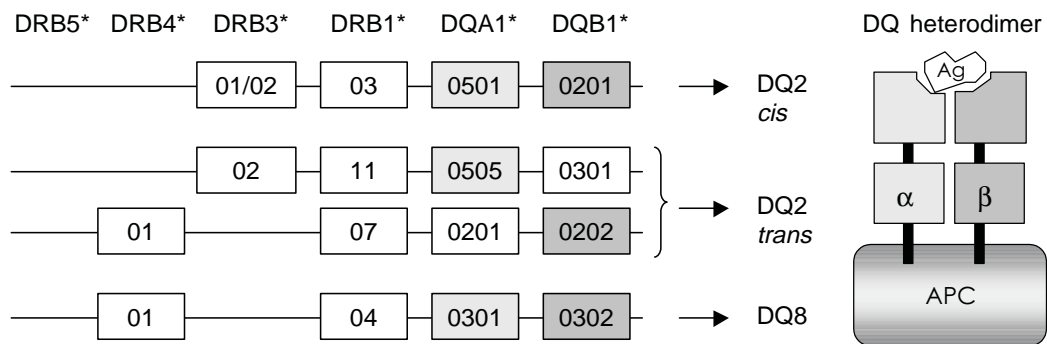 DRB5* DRB4* DRB3* DRB1* DQA1* DQB1* DQ heterodimer
01/02 03 0501 0201 DQ2
cis
02 11 0505 0301
DQ2
trans
01 07 0201 0202
01 04 0301 0302 DQ8
Ag
α β
APC